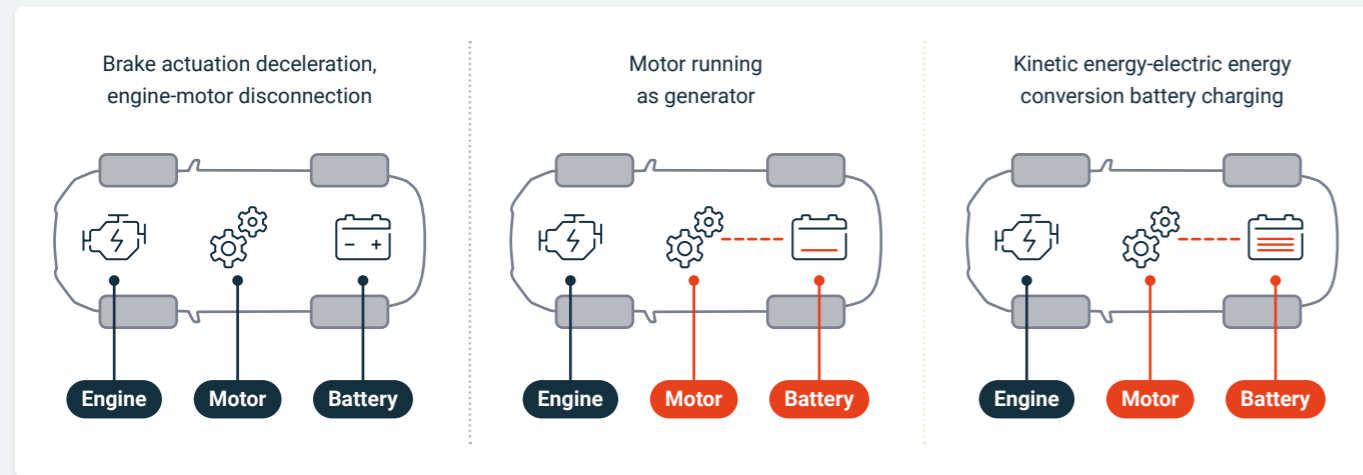 Brake actuation deceleration,
engine-motor disconnection
Engine
Motor
Battery
Motor running
as generator
Engine
Motor
Battery
Kinetic energy-electric energy
conversion battery charging
Engine
Motor
Battery